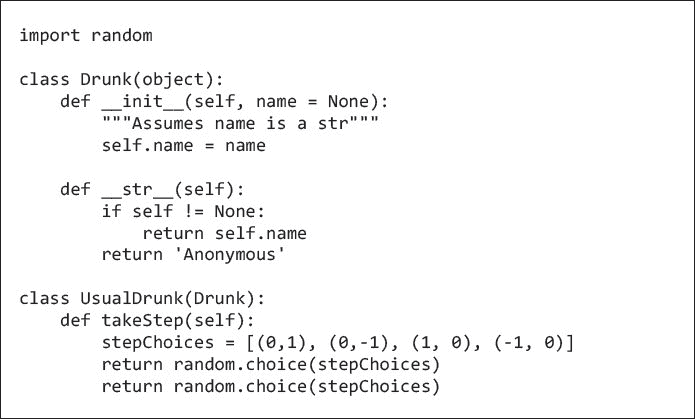 import random

class Drunk(object):
    def __init__(self, name = None):
        """Assumes name is a str"""
        self.name = name

    def __str__(self):
        if self != None:
            return self.name
        return 'Anonymous'

class UsualDrunk(Drunk):
    def takeStep(self):
        stepChoices = [(0,1), (0,-1), (1, 0), (-1, 0)]
        return random.choice(stepChoices)
        return random.choice(stepChoices)